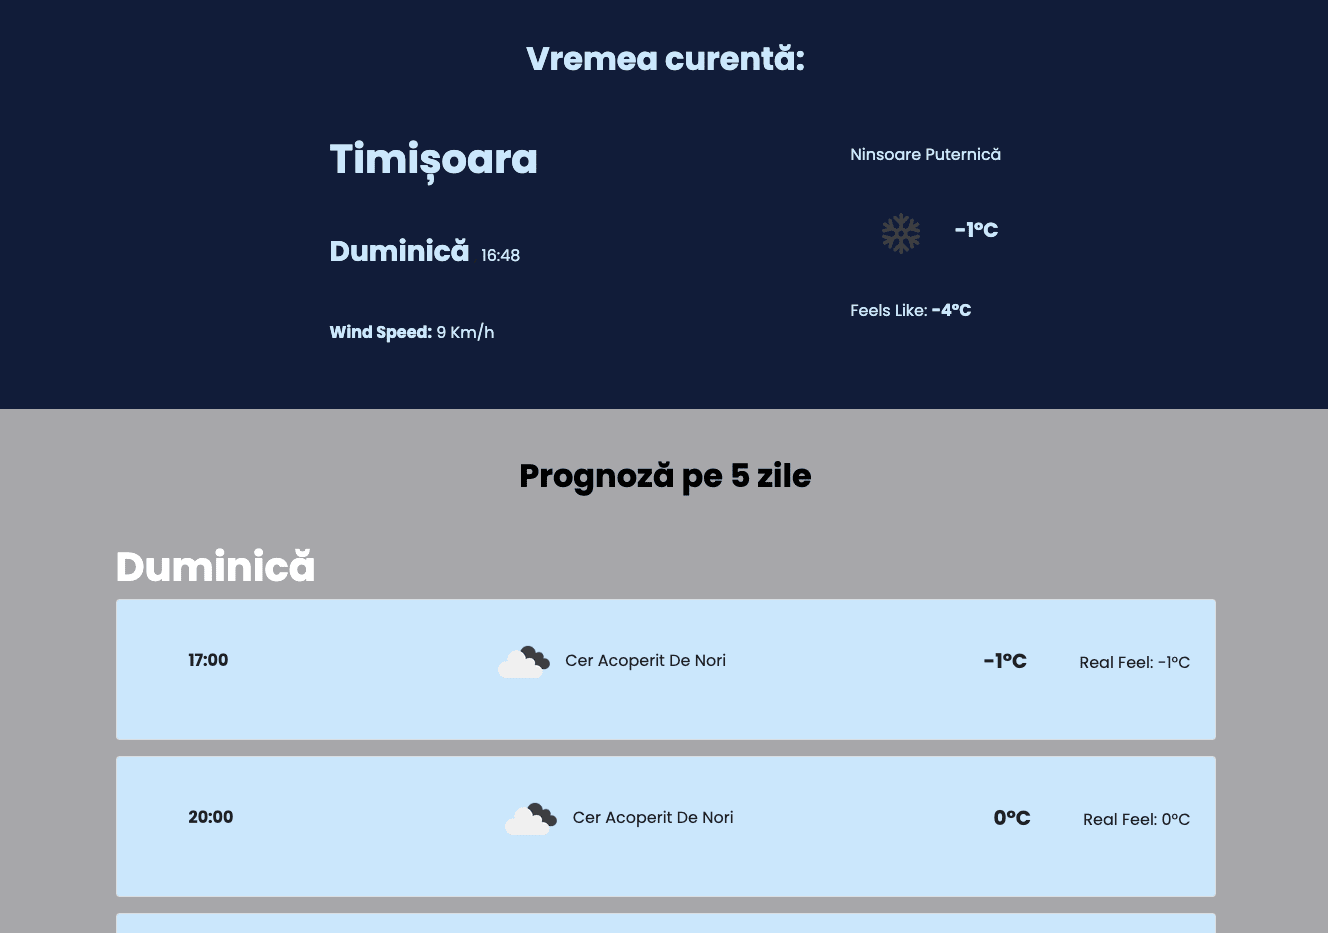 Vremea curentă:
Timișoara
Ninsoare Puternică
-1°C
Duminică 16:48
Feels Like: -4°C
Wind Speed: 9 Km/h
Prognoză pe 5 zile
Duminică
17:00 Cer Acoperit De Nori -1°C Real Feel: -1°C
20:00 Cer Acoperit De Nori 0°C Real Feel: 0°C